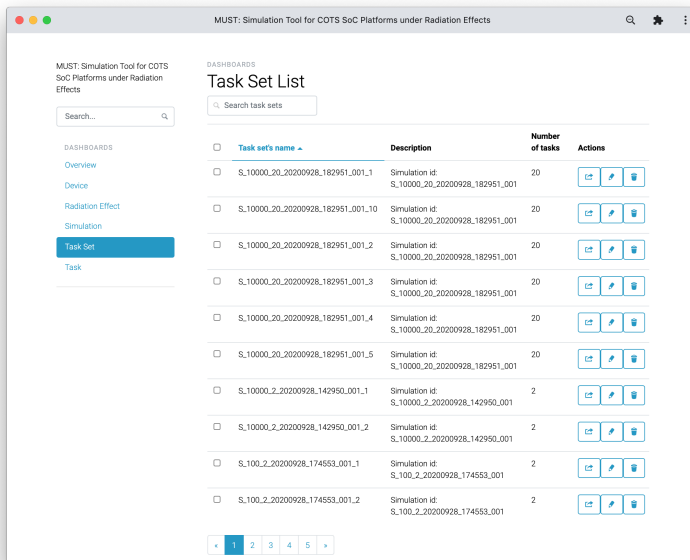 MUST: Simulation Tool for COTS SoC Platforms under Radiation Effects
MUST: Simulation Tool for COTS
SoC Platforms under Radiation
Effects
Search...
DASHBOARDS
Overview
Device
Radiation Effect
Simulation
Task Set
Task
DASHBOARDS
Task Set List
Search task sets
Task set's name
Description
Number
of tasks
Actions
S_10000_20_20200928_182951_001_1
Simulation id:
S_10000_20_20200928_182951_001
20
S_10000_20_20200928_182951_001_10
Simulation id:
S_10000_20_20200928_182951_001
20
S_10000_20_20200928_182951_001_2
Simulation id:
S_10000_20_20200928_182951_001
20
S_10000_20_20200928_182951_001_3
Simulation id:
S_10000_20_20200928_182951_001
20
S_10000_20_20200928_182951_001_4
Simulation id:
S_10000_20_20200928_182951_001
20
S_10000_20_20200928_182951_001_5
Simulation id:
S_10000_20_20200928_182951_001
20
S_10000_2_20200928_142950_001_1
Simulation id:
S_10000_2_20200928_142950_001
2
S_10000_2_20200928_142950_001_2
Simulation id:
S_10000_2_20200928_142950_001
2
S_100_2_20200928_174553_001_1
Simulation id:
S_100_2_20200928_174553_001
2
S_100_2_20200928_174553_001_2
Simulation id:
S_100_2_20200928_174553_001
2
« 1 2 3 4 5 »